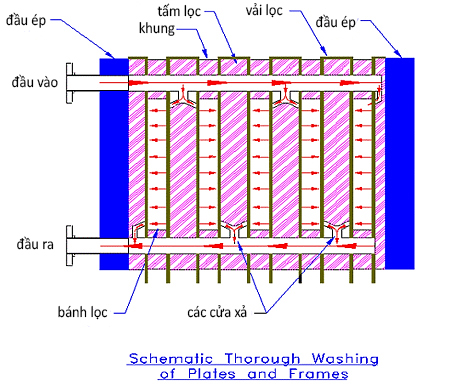 tấm lọc
vải lọc
đầu ép
khung
đầu ép
đầu vào
đầu ra
bánh lọc
các cửa xả
Schematic Thorough Washing
of Plates and Frames